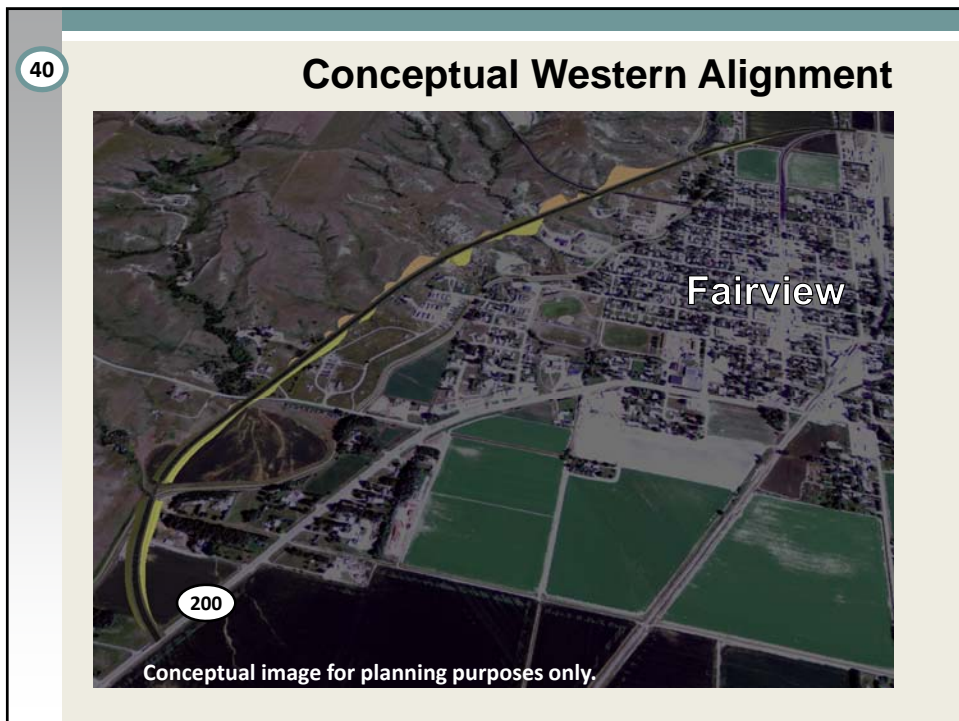 40
Conceptual Western Alignment
Fairview
200
Conceptual image for planning purposes only.